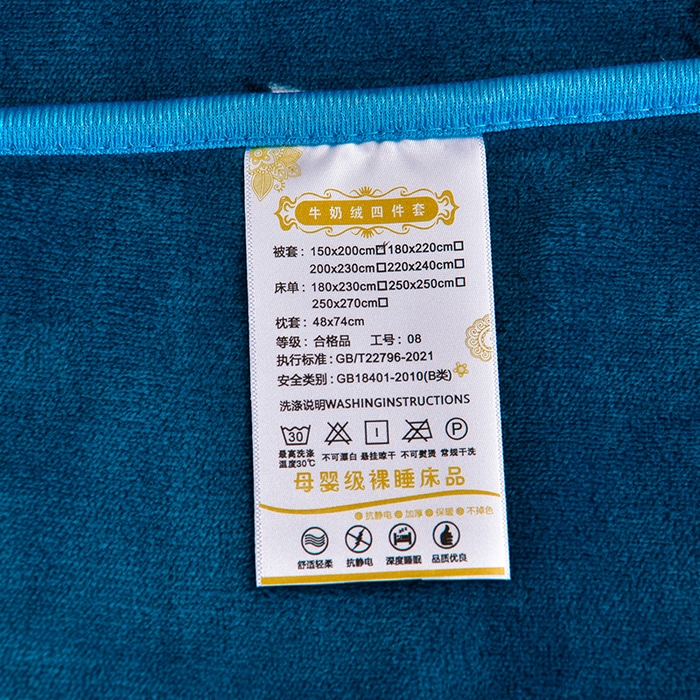 牛奶绒四件套
被套：150x200cm☑180x220cm□
200x230cm□220x240cm□
床单：180x230cm□250x250cm□
250x270cm□
枕套：48x74cm
等级：合格品 工号：08
执行标准：GB/T22796-2021
安全类别：GB18401-2010(B类)
洗涤说明WASHINGINSTRUCTIONS
30 P
最高洗涤温度30℃ 不可漂白 悬挂晾干 不可熨烫 常规干洗
母婴级裸睡床品
抗静电 加厚 保暖 不掉色
舒适轻柔 抗静电 深度睡眠 品质优良